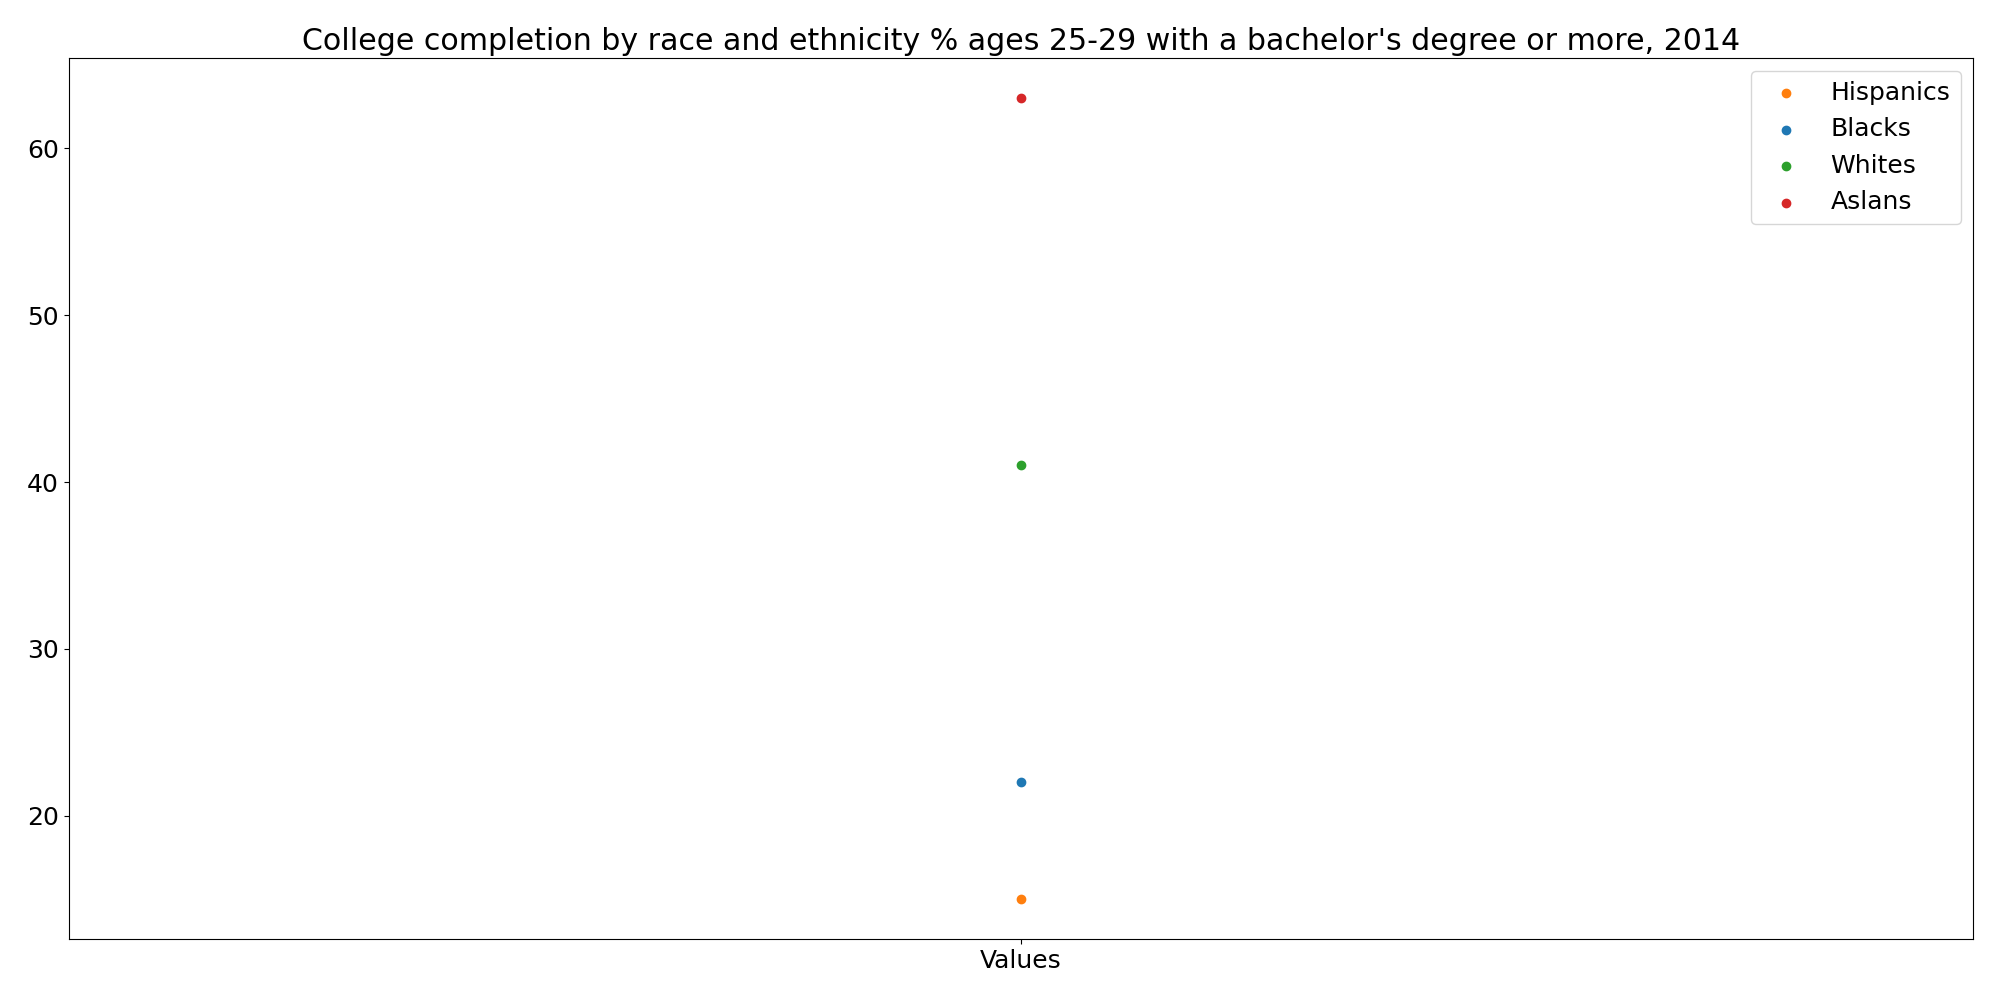 College completion by race and ethnicity % ages 25-29 with a bachelor's degree or more, 2014
Hispanics
Blacks
Whites
Aslans
60
50
40
30
20
Values